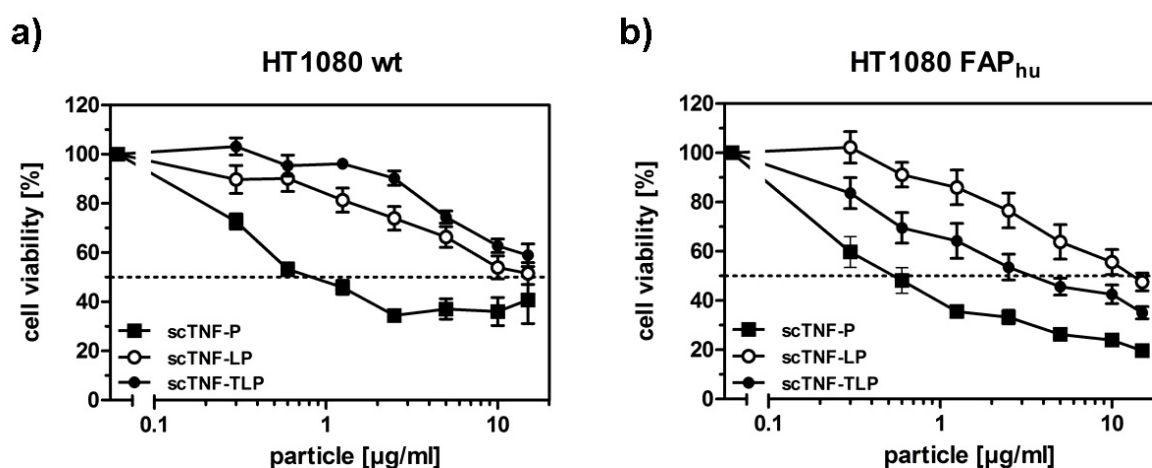 a)
HT1080 wt
120
100
80
60
40
20
0
cell viability [%]
scTNF-P
scTNF-LP
scTNF-TLP
0.1
1
10
particle [µg/ml]
b)
HT1080 FAPhu
120
100
80
60
40
20
0
cell viability [%]
scTNF-P
scTNF-LP
scTNF-TLP
0.1
1
10
particle [µg/ml]